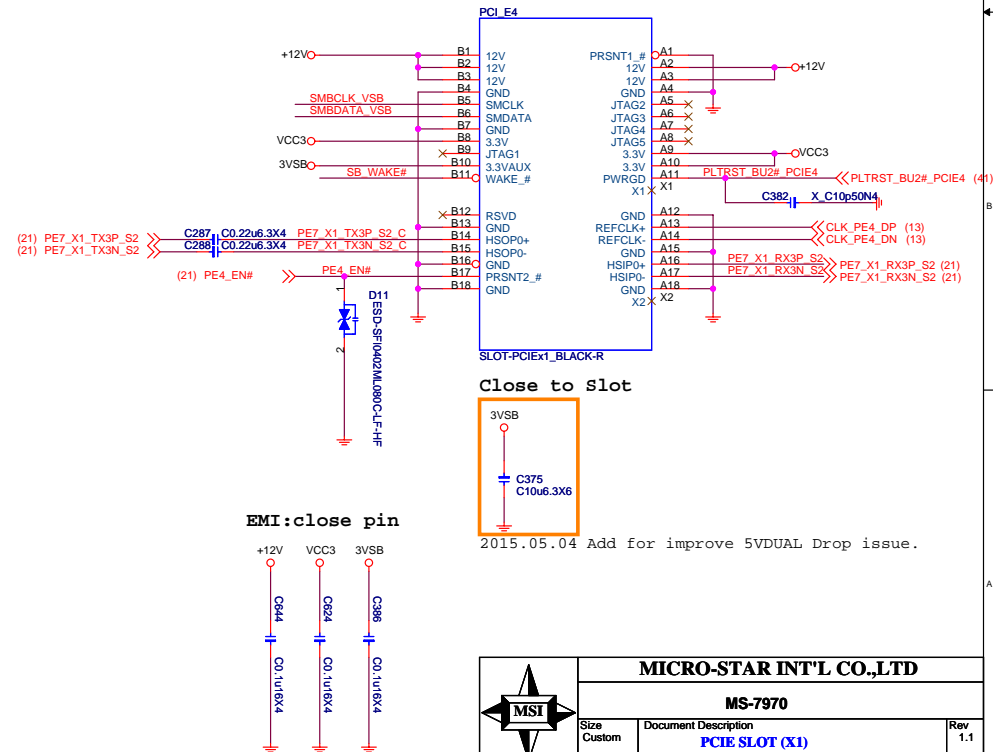 PCI_E4
+12V
B1 12V PRSNT1_# A1
B2 12V 12V A2 +12V
B3 12V 12V A3
B4 GND GND A4
SMBCLK_VSB B5 SMCLK JTAG2 A5
SMBDATA_VSB B6 SMDATA JTAG3 A6
B7 GND JTAG4 A7
VCC3 B8 3.3V JTAG5 A8
B9 JTAG1 3.3V A9 VCC3
3VSB B10 3.3VAUX 3.3V A10
SB_WAKE# B11 WAKE_# PWRGD A11 PLTRST_BU2#_PCIE4 PLTRST_BU2#_PCIE4 (41)
X1 X1
C382 X_C10p50N4
B12 RSVD GND A12
B13 GND REFCLK+ A13 CLK_PE4_DP (13)
(21) PE7_X1_TX3P_S2 C287 C0.22u6.3X4 PE7_X1_TX3P_S2_C B14 HSOP0+ REFCLK- A14 CLK_PE4_DN (13)
(21) PE7_X1_TX3N_S2 C288 C0.22u6.3X4 PE7_X1_TX3N_S2_C B15 HSOP0- GND A15
B16 GND HSIP0+ A16 PE7_X1_RX3P_S2 PE7_X1_RX3P_S2 (21)
(21) PE4_EN# PE4_EN# B17 PRSNT2_# HSIP0- A17 PE7_X1_RX3N_S2 PE7_X1_RX3N_S2 (21)
B18 GND GND A18
X2 X2
1
D11
ESD-SFI0402ML080C-LF-HF
2
SLOT-PCIEx1_BLACK-R
Close to Slot
3VSB
C375
C10u6.3X6
2015.05.04 Add for improve 5VDUAL Drop issue.
EMI:close pin
+12V VCC3 3VSB
C644 C624 C386
C0.1u16X4 C0.1u16X4 C0.1u16X4
B
A
MICRO-STAR INT'L CO.,LTD
MSI
MS-7970
Size
Custom
Document Description
PCIE SLOT (X1)
Rev
1.1